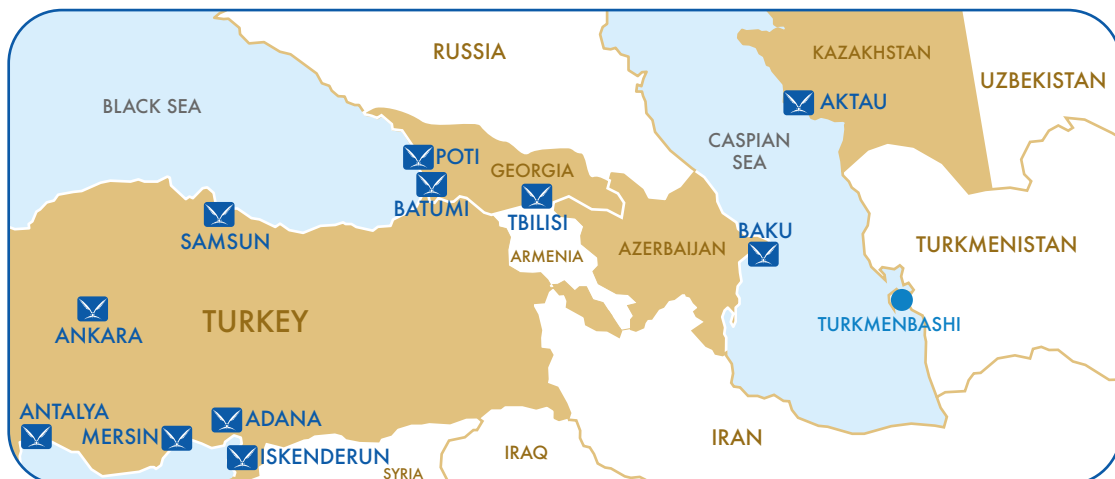 RUSSIA
KAZAKHSTAN
UZBEKISTAN
BLACK SEA
AKTAU
CASPIAN
SEA
POTI
GEORGIA
BATUMI
TBILISI
SAMSUN
BAKU
AZERBAIJAN
TURKMENISTAN
ARMENIA
ANKARA
TURKEY
TURKMENBASHI
ANTALYA
ADANA
MERSIN
IRAN
ISKENDERUN
IRAQ
SYRIA